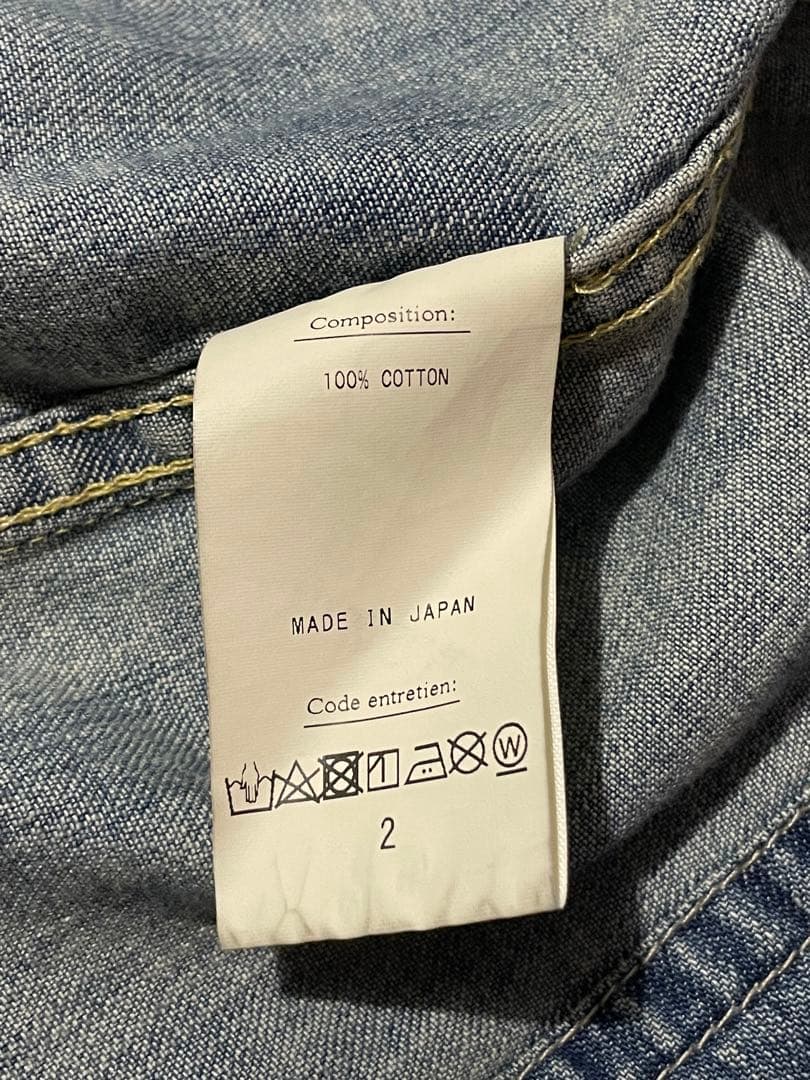 Composition:
100% COTTON
MADE IN JAPAN
Code entretien:
W
2